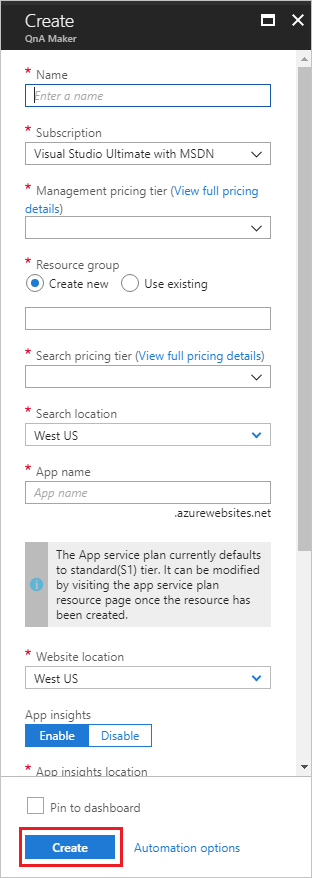 Create
QnA Maker
* Name
Enter a name
* Subscription
Visual Studio Ultimate with MSDN
* Management pricing tier (View full pricing
details)
* Resource group
Create new Use existing
* Search pricing tier (View full pricing details)
* Search location
West US
* App name
App name
.azurewebsites.net
The App service plan currently defaults
to standard(S1) tier. It can be modified
by visiting the app service plan
resource page once the resource has
been created.
* Website location
West US
App insights
Enable Disable
* App insights location
Pin to dashboard
Create Automation options